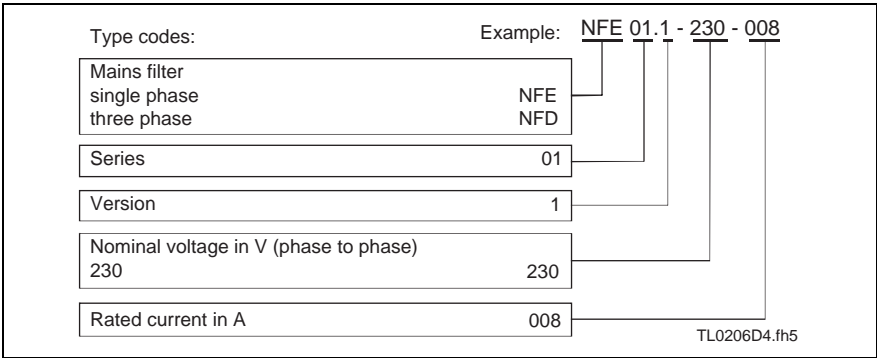 Type codes: Example: NFE 01.1 - 230 - 008
Mains filter
single phase NFE
three phase NFD
Series 01
Version 1
Nominal voltage in V (phase to phase)
230 230
Rated current in A 008
TL0206D4.fh5